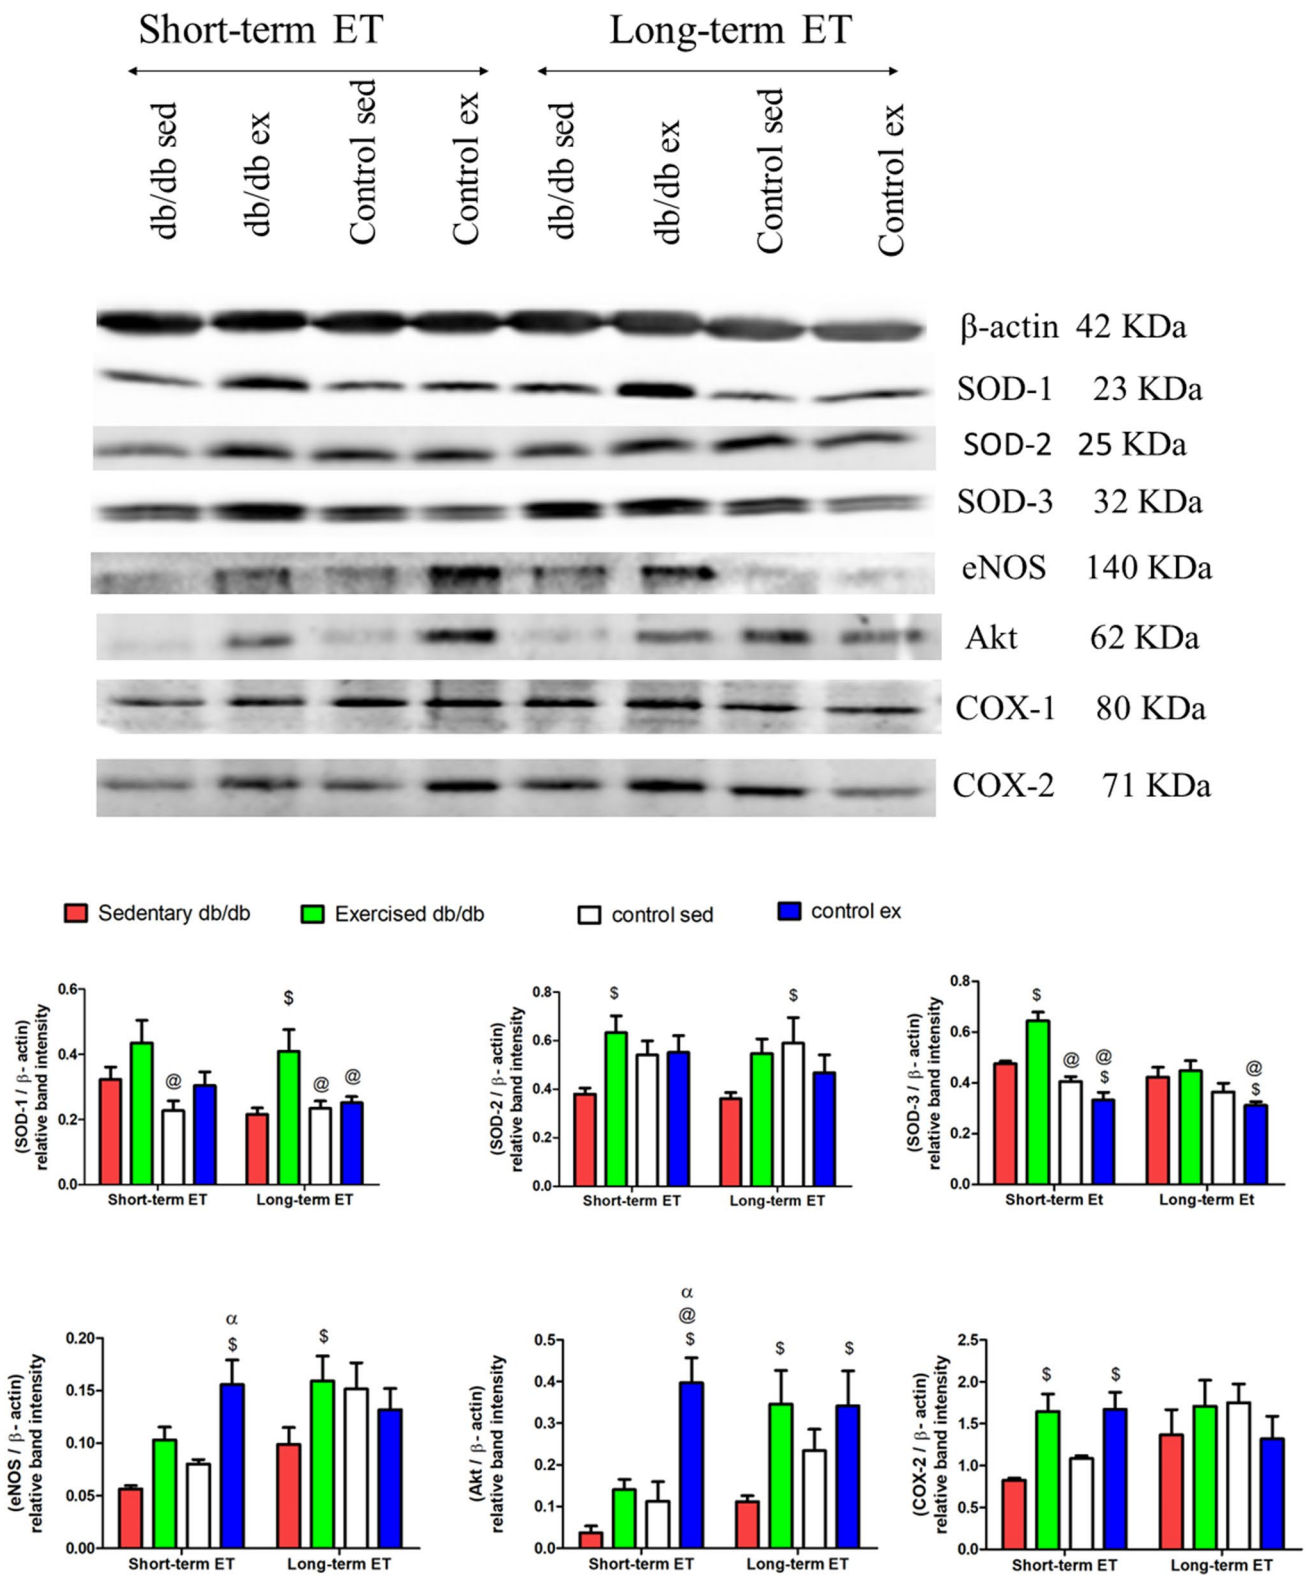 Short-term ET
Long-term ET
db/db sed
db/db ex
Control sed
Control ex
db/db sed
db/db ex
Control sed
Control ex
β-actin 42 KDa
SOD-1 23 KDa
SOD-2 25 KDa
SOD-3 32 KDa
eNOS 140 KDa
Akt 62 KDa
COX-1 80 KDa
COX-2 71 KDa
Sedentary db/db
Exercised db/db
control sed
control ex
(SOD-1 / β- actin)
relative band intensity
0.6
0.4
0.2
0.0
$
@
@
@
Short-term ET
Long-term ET
(SOD-2 / β- actin)
relative band intensity
0.8
0.6
0.4
0.2
0.0
$
$
Short-term ET
Long-term ET
(SOD-3 / β- actin)
relative band intensity
0.8
0.6
0.4
0.2
0.0
$
@
@
$
@
$
Short-term Et
Long-term Et
(eNOS / β- actin)
relative band intensity
0.20
0.15
0.10
0.05
0.00
α
$
$
Short-term ET
Long-term ET
(Akt / β- actin)
relative band intensity
0.5
0.4
0.3
0.2
0.1
0.0
α
@
$
$
$
Short-term ET
Long-term ET
(COX-2 / β- actin)
relative band intensity
2.5
2.0
1.5
1.0
0.5
0.0
$
$
Short-term ET
Long-term ET